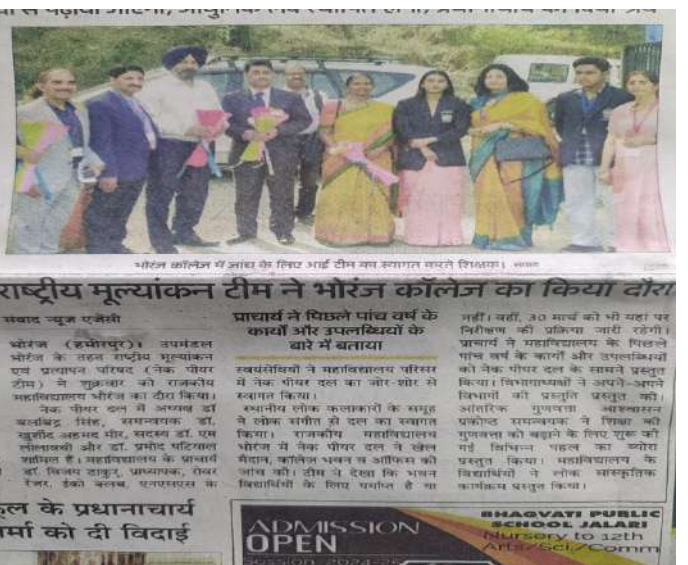 भोरंज कॉलेज में जांच के लिए आई टीम का स्वागत करते शिक्षक। संवाद
राष्ट्रीय मूल्यांकन टीम ने भोरंज कॉलेज का किया दौरा
संवाद न्यूज एजेंसी
भोरंज (हमीरपुर)। उपमंडल
भोरंज के तहत राष्ट्रीय मूल्यांकन
एवं प्रत्यायन परिषद (नेक पीयर
टीम) ने शुक्रवार को राजकीय
महाविद्यालय भोरंज का दौरा किया।
नेक पीयर दल में अध्यक्ष डॉ
बलबिंद्र सिंह, समन्वयक डॉ.
खुर्शीद अहमद मीर, सदस्य डॉ. एम
लीलावथी और डॉ. प्रमोद पटियाल
शामिल हैं। महाविद्यालय के प्राचार्य
डॉ. विजय ठाकुर, प्राध्यापक, रोवर
रेंजर, ईको क्लब, एनएसएस के
प्राचार्य ने पिछले पांच वर्ष के
कार्यों और उपलब्धियों के
बारे में बताया
स्वयंसेवियों ने महाविद्यालय परिसर
में नेक पीयर दल का जोर-शोर से
स्वागत किया।
स्थानीय लोक कलाकारों के समूह
ने लोक संगीत से दल का स्वागत
किया। राजकीय महाविद्यालय
भोरंज में नेक पीयर दल ने खेल
मैदान, कॉलेज भवन व ऑफिस की
जांच की। टीम ने देखा कि भवन
विद्यार्थियों के लिए पर्याप्त है या
नहीं। वहीं, 30 मार्च को भी यहां पर
निरीक्षण की प्रक्रिया जारी रहेगी।
प्राचार्य ने महाविद्यालय के पिछले
पांच वर्ष के कार्यों और उपलब्धियों
को नेक पीयर दल के सामने प्रस्तुत
किया। विभागाध्यक्षों ने अपने-अपने
विभागों की प्रस्तुति प्रस्तुत की।
आंतरिक गुणवत्ता आश्वासन
प्रकोष्ठ समन्वयक ने शिक्षा की
गुणवत्ता को बढ़ाने के लिए शुरू की
गई विभिन्न पहल का ब्योरा
प्रस्तुत किया। महाविद्यालय के
विद्यार्थियों ने लोक सांस्कृतिक
कार्यक्रम प्रस्तुत किया।
के प्रधानाचार्य
को दी विदाई
ADMISSION
OPEN
BHAGVATI PUBLIC
SCHOOL JALARI
Nursery to 12th
Arts/Sci./Comm